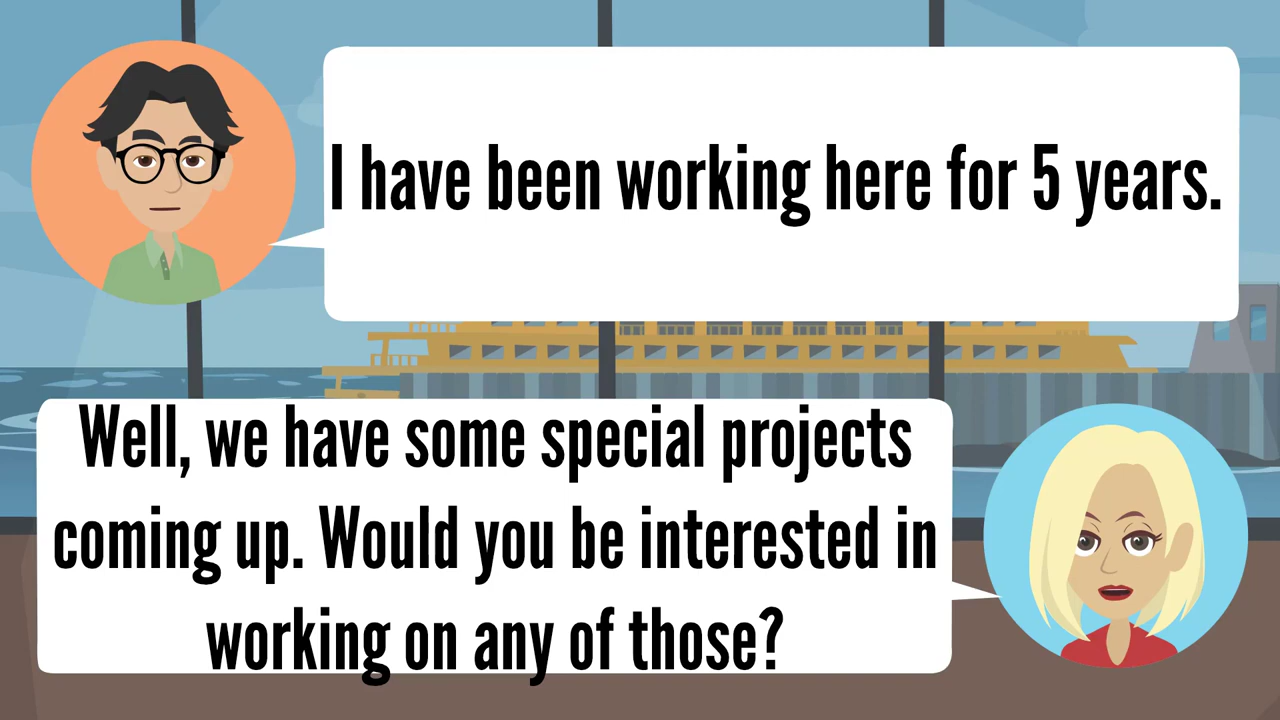 I have been working here for 5 years.
Well, we have some special projects
coming up. Would you be interested in
working on any of those?